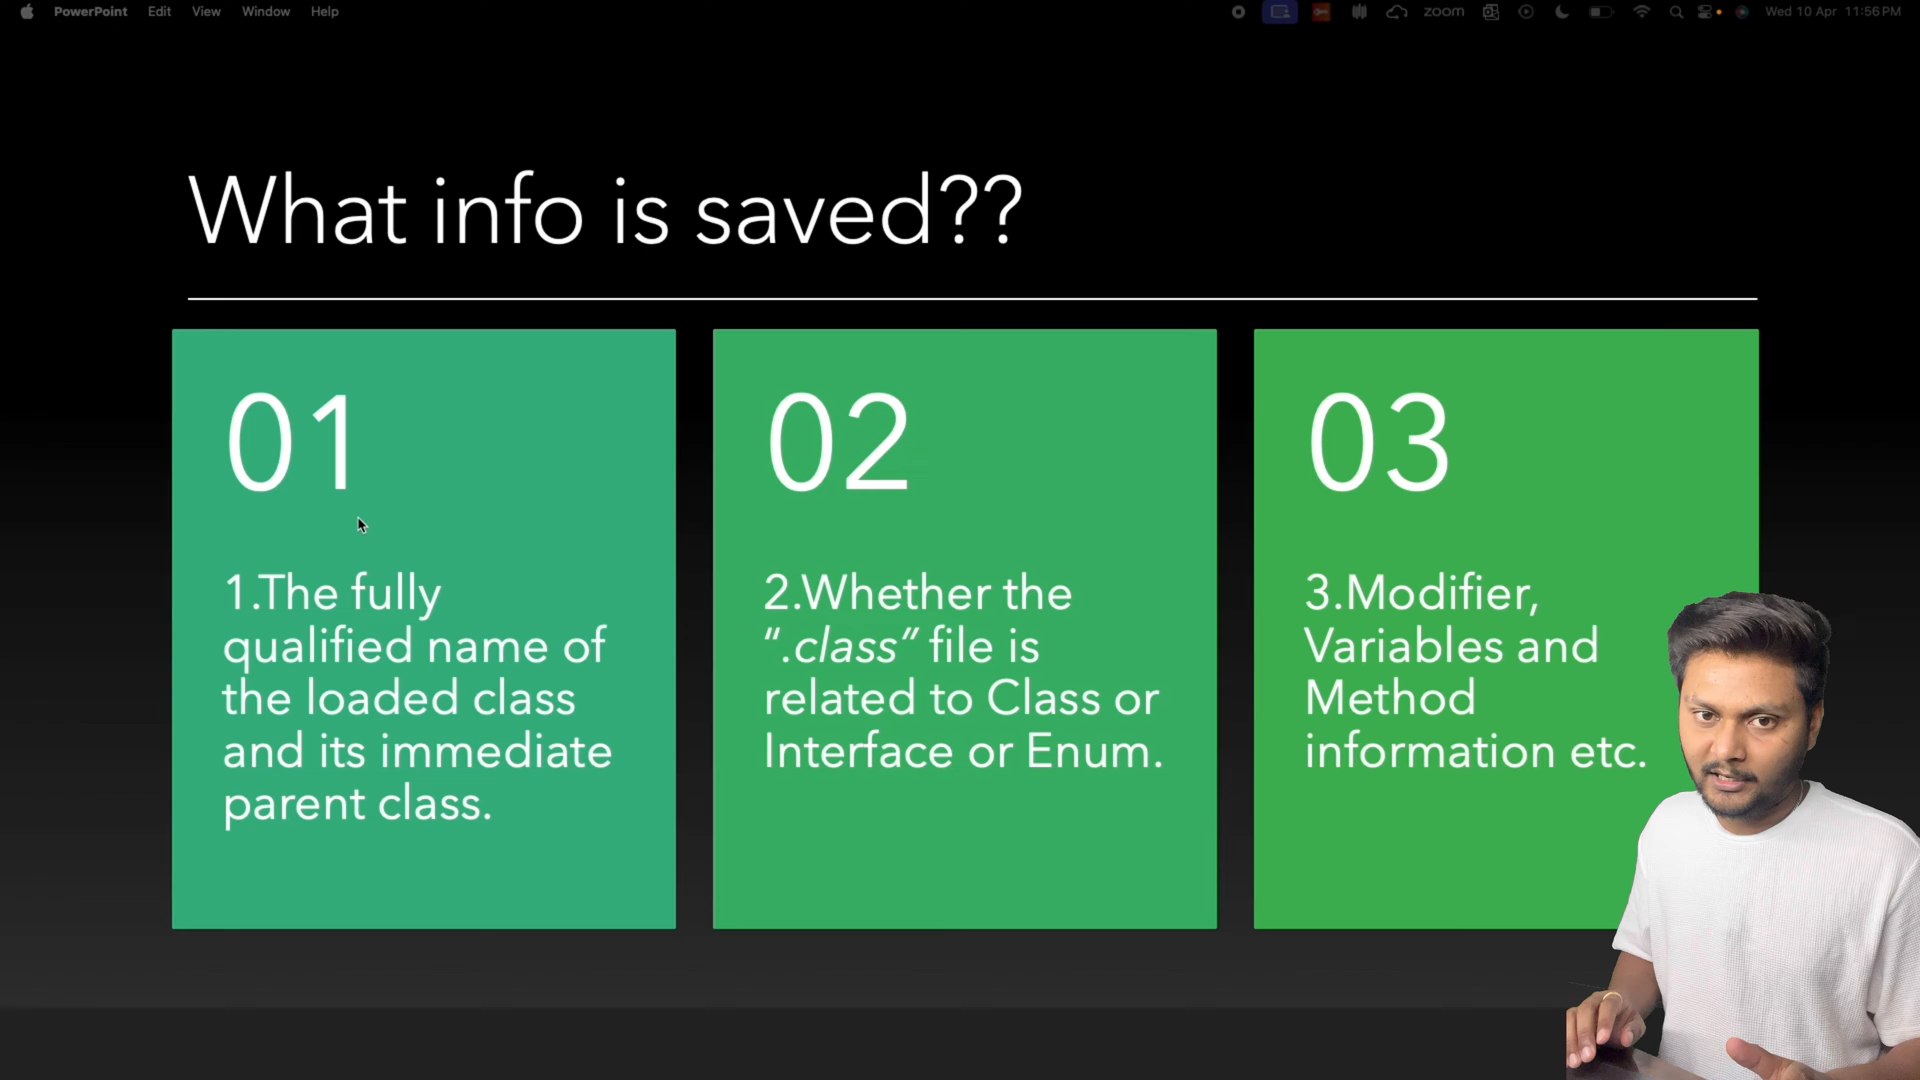 PowerPoint Edit View Window Help
zoom Wed 10 Apr 11:56 PM
What info is saved??
01
1.The fully
qualified name of
the loaded class
and its immediate
parent class.
02
2.Whether the
“.class” file is
related to Class or
Interface or Enum.
03
3.Modifier,
Variables and
Method
information etc.